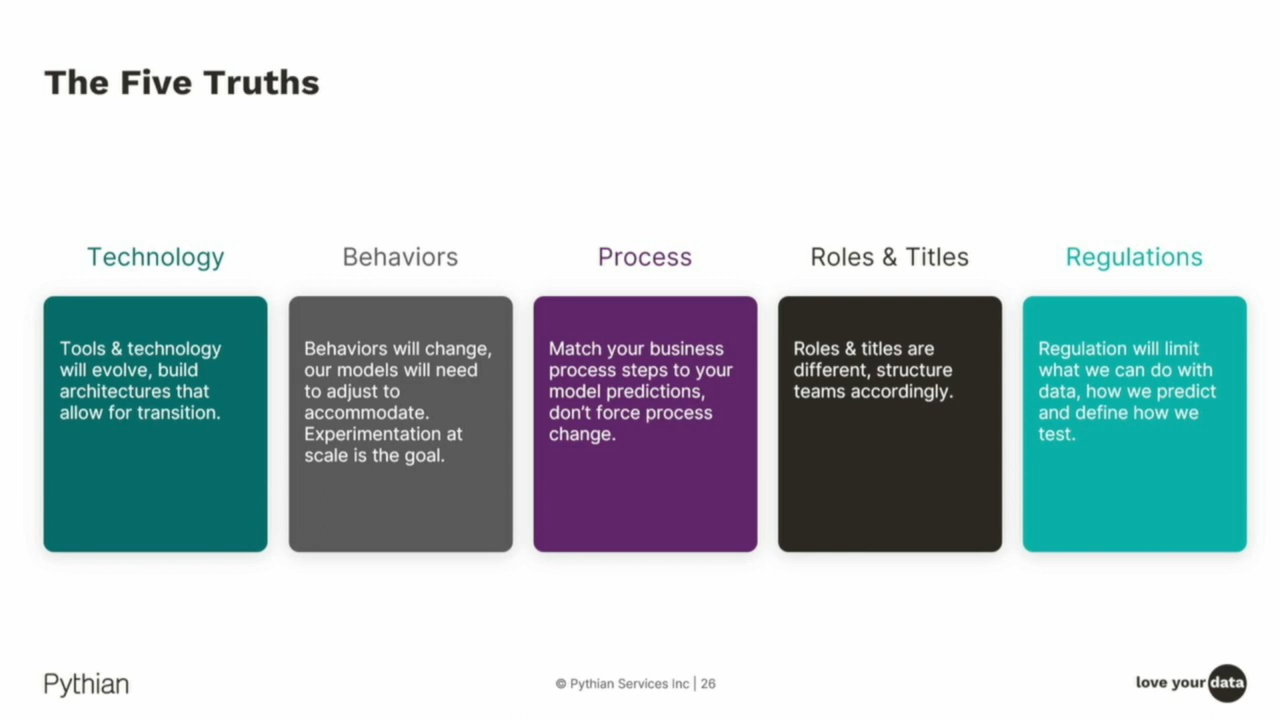 The Five Truths
Technology
Tools & technology
will evolve, build
architectures that
allow for transition.
Behaviors
Behaviors will change,
our models will need
to adjust to
accommodate.
Experimentation at
scale is the goal.
Process
Match your business
process steps to your
model predictions,
don’t force process
change.
Roles & Titles
Roles & titles are
different, structure
teams accordingly.
Regulations
Regulation will limit
what we can do with
data, how we predict
and define how we
test.
Pythian
© Pythian Services Inc | 26
love your data